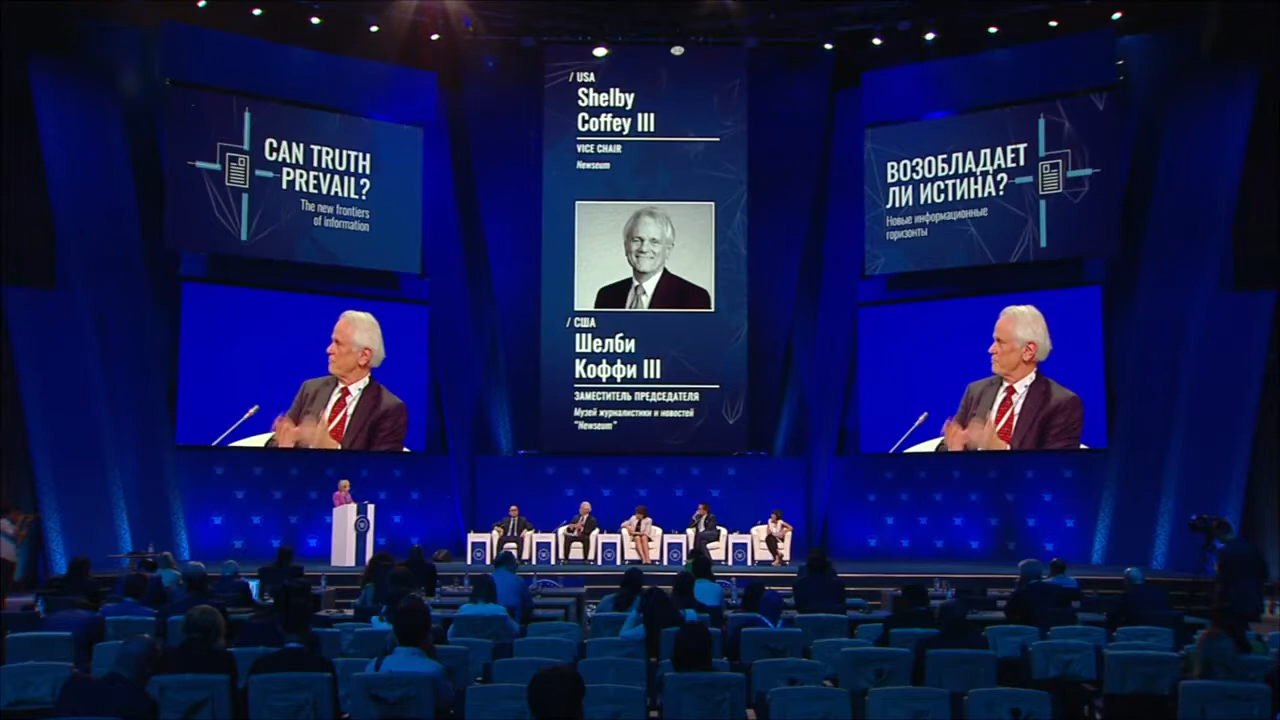 CAN TRUTH
PREVAIL?
The new frontiers
of information
/ USA
Shelby
Coffey III
VICE CHAIR
Newseum
/ США
Шелби
Коффи III
ЗАМЕСТИТЕЛЬ ПРЕДСЕДАТЕЛЯ
Музей журналистики и новостей
"Newseum"
ВОЗОБЛАДАЕТ
ЛИ ИСТИНА?
Новые информационные
горизонты